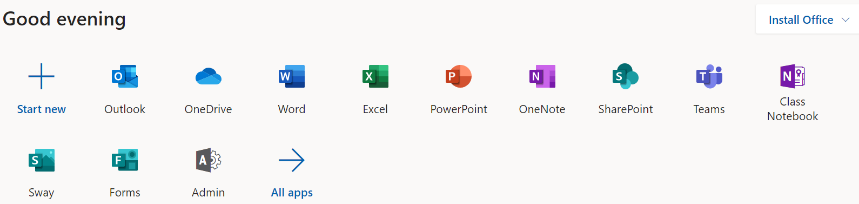 Good evening
Install Office
Start new
Outlook
OneDrive
Word
Excel
PowerPoint
OneNote
SharePoint
Teams
Class
Notebook
Sway
Forms
Admin
All apps